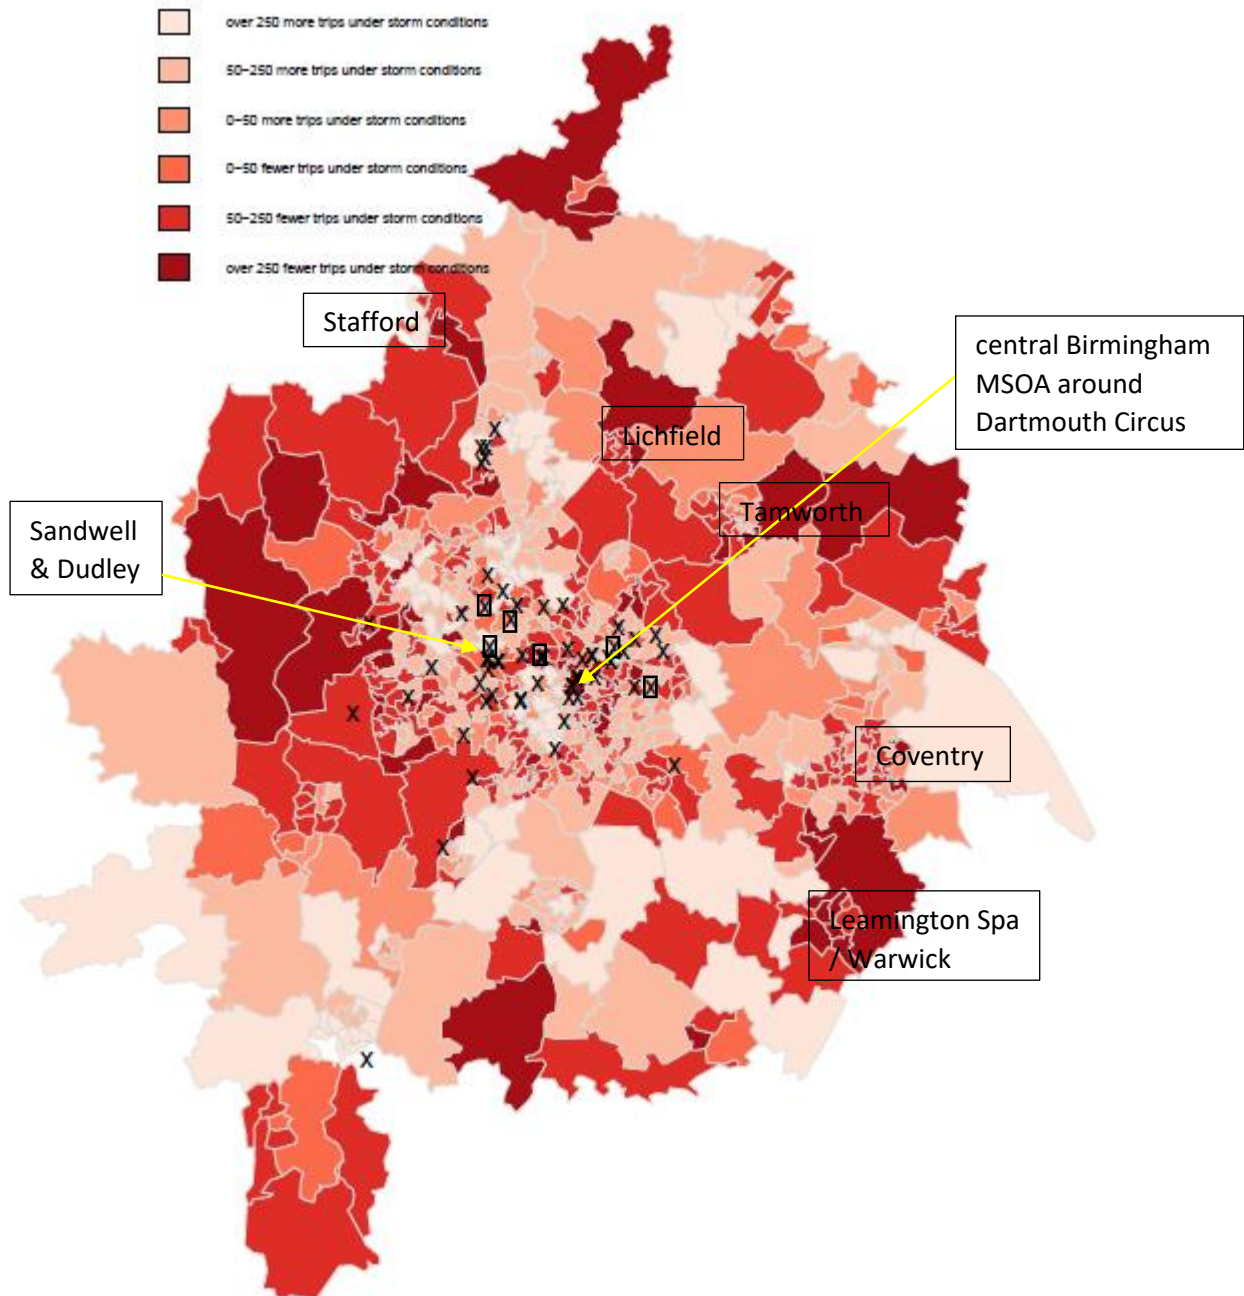 over 250 more trips under storm conditions
50-250 more trips under storm conditions
0-50 more trips under storm conditions
0-50 fewer trips under storm conditions
50-250 fewer trips under storm conditions
over 250 fewer trips under storm conditions
Stafford
central Birmingham
MSOA around
Dartmouth Circus
Lichfield
Tamworth
Sandwell
& Dudley
Coventry
Leamington Spa
/ Warwick